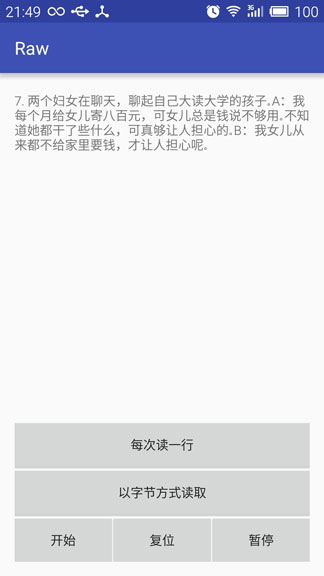 21:49
3G
100
Raw
7. 两个妇女在聊天，聊起自己大读大学的孩子。A：我
每个月给女儿寄八百元，可女儿总是钱说不够用。不
知道她都干了些什么，可真够让人担心的。B：我女儿从
来都不给家里要钱，才让人担心呢。
每次读一行
以字节方式读取
开始
复位
暂停